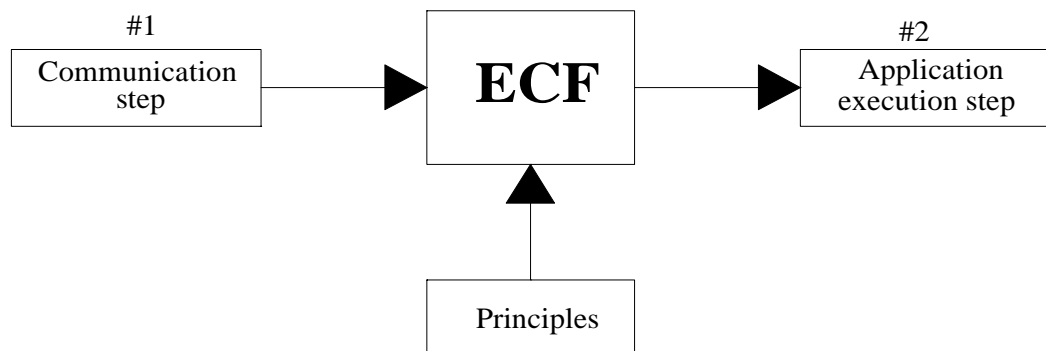 #1
Communication
step
ECF
#2
Application
execution step
Principles